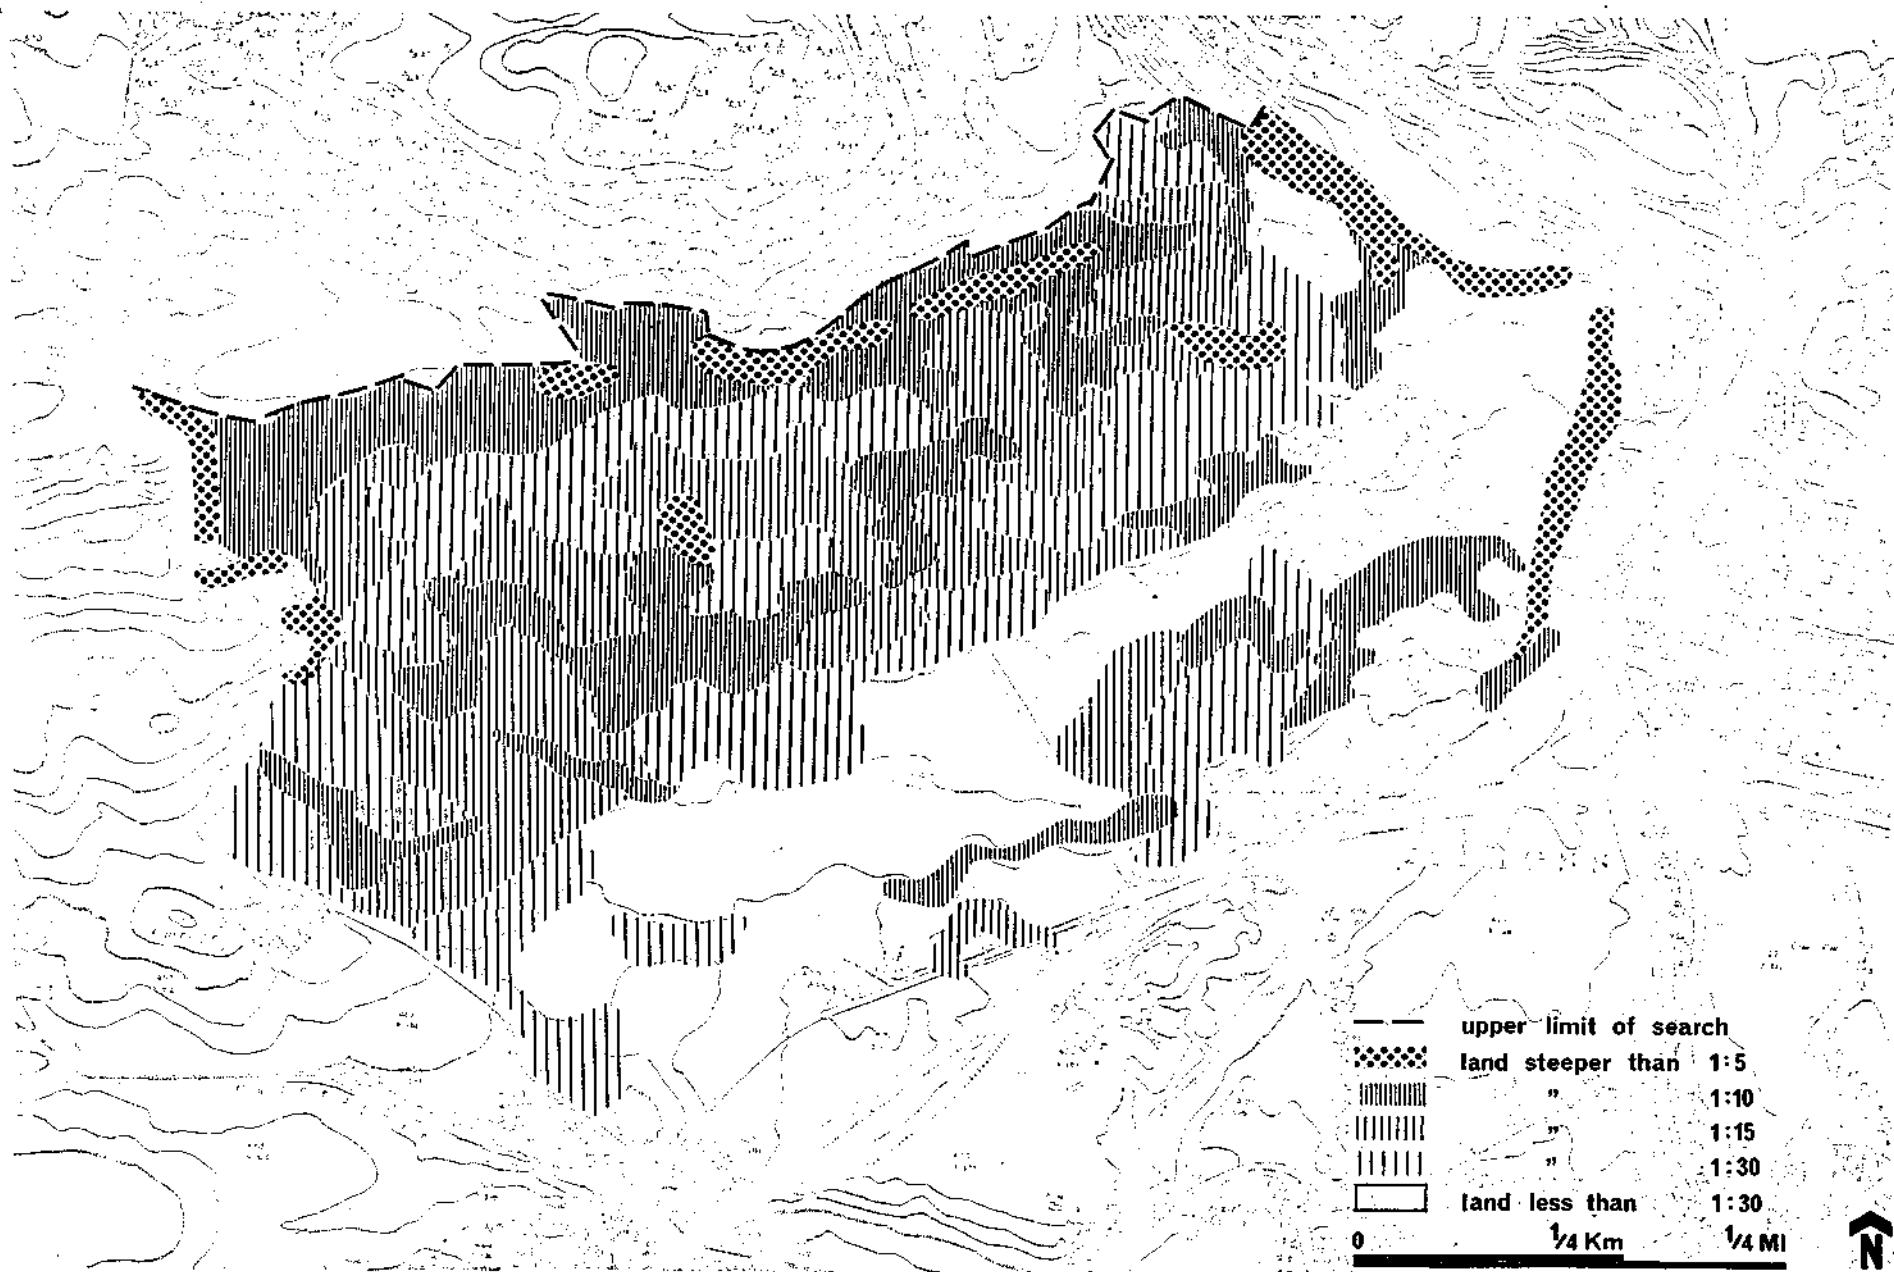 upper limit of search
land steeper than 1:5
" 1:10
" 1:15
" 1:30
land less than 1:30
0 1/4 Km 1/4 MI
N